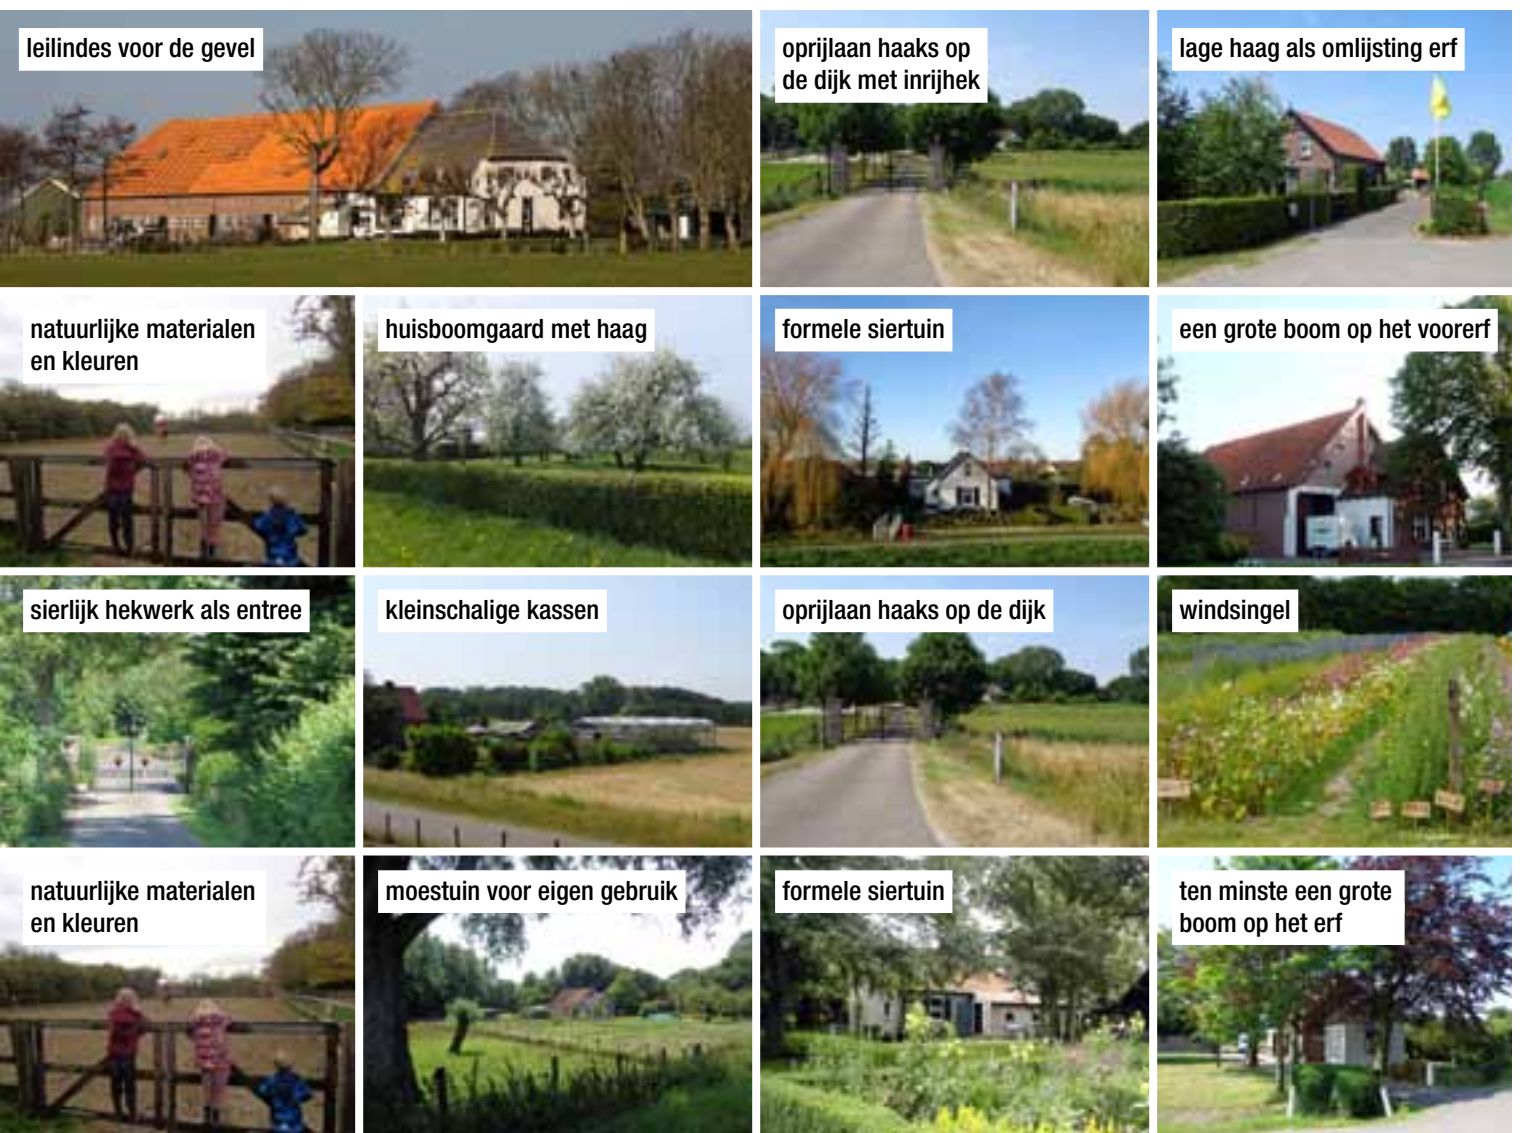 leilindes voor de gevel
oprijlaan haaks op
de dijk met inrijhek
lage haag als omlijsting erf
natuurlijke materialen
en kleuren
huisboomgaard met haag
formele siertuin
een grote boom op het voorerf
sierlijk hekwerk als entree
kleinschalige kassen
oprijlaan haaks op de dijk
windsingel
natuurlijke materialen
en kleuren
moestuin voor eigen gebruik
formele siertuin
ten minste een grote
boom op het erf